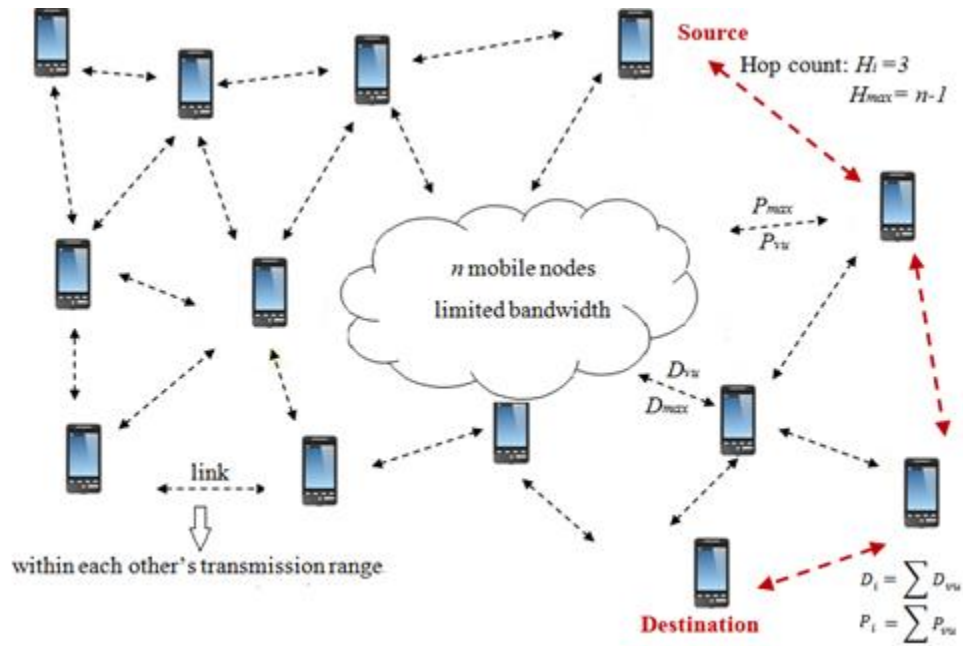 Source
Hop count: Hi =3
Hmax= n-1
Pmax
Pvu
n mobile nodes
limited bandwidth
Dvu
Dmax
link
within each other’s transmission range
Di = ∑ Dvu
Pi = ∑ Pvu
Destination